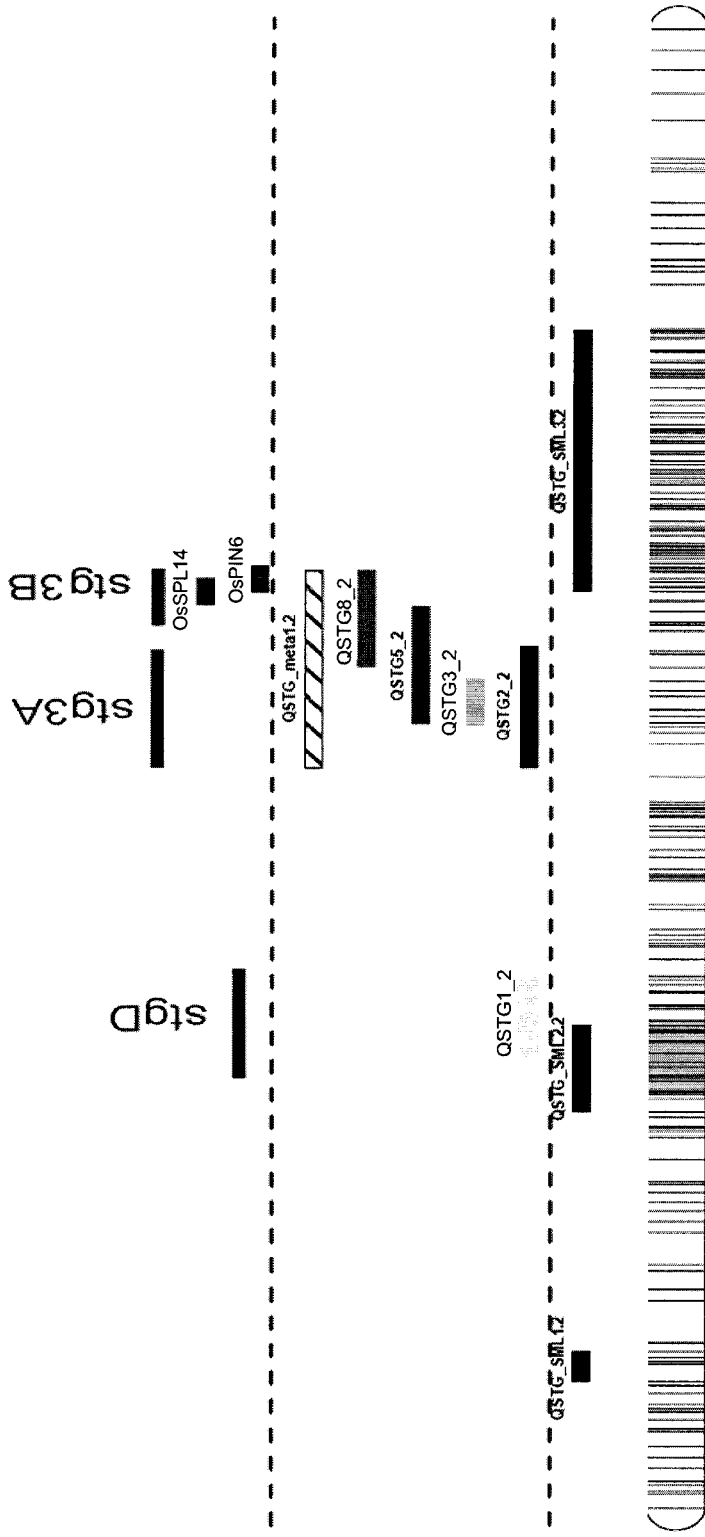 stg3B
stg3A
stgD
OsSPL14
OsPIN6
QSTG_meta1.2
QSTG8_2
QSTG5_2
QSTG3_2
QSTG2_2
QSTG1_2
QSTG_SML1.2
QSTG_SML2.2
QSTG_SML3.2